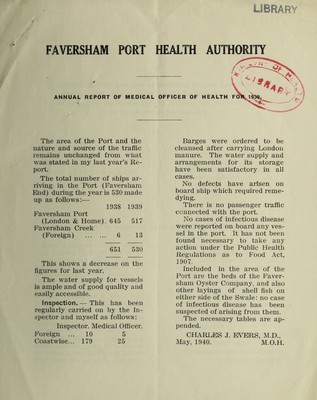 LIBRARY
FAVERSHAM PORT HEALTH AUTHORITY
ANNUAL REPORT OF MEDICAL OFFICER OF HEALTH FOR 1939.
LIBRARY
The area of the Port and the
nature and source of the traffic
remains unchanged from what
was stated in my last year's Re-
port.
The total number of ships ar-
riving in the Port (Faversham
End) during the year is 530 made
up as follows:—
1938 1939
Faversham Port
(London & Home) 645 517
Faversham Creek
(Foreign) ... ... 6 13
651 530
This shows a decrease on the
figures for last year.
The water supply for vessels
is ample and of good quality and
easily accessible.
Inspection.— This has been
regularly carried on by the In-
spector and myself as follows:
Inspector. Medical Officer.
Foreign ... 10 5
Coastwise... 179 25
Barges were ordered to be
cleansed after carrying London
manure. The water supply and
arrangements for its storage
have been satisfactory in all
cases.
No defects have arisen on
board ship which required reme-
dying.
There is no passenger traffic
connected with the port.
No cases of infectious disease
were reported on board any ves-
sel in the port. It has not been
found necessary to take any
action under the Public Health
Regulations as to Food Act,
1907.
Included in the area of the
Port are the beds of the Faver-
sham Oyster Company, and also
other layings of shell fish on
either side of the Swale: no case
of infectious disease has been
suspected of arising from them.
The necessary tables are ap-
pended.
CHARLES J. EVERS, M.D.,
May, 1940. M.O.H.